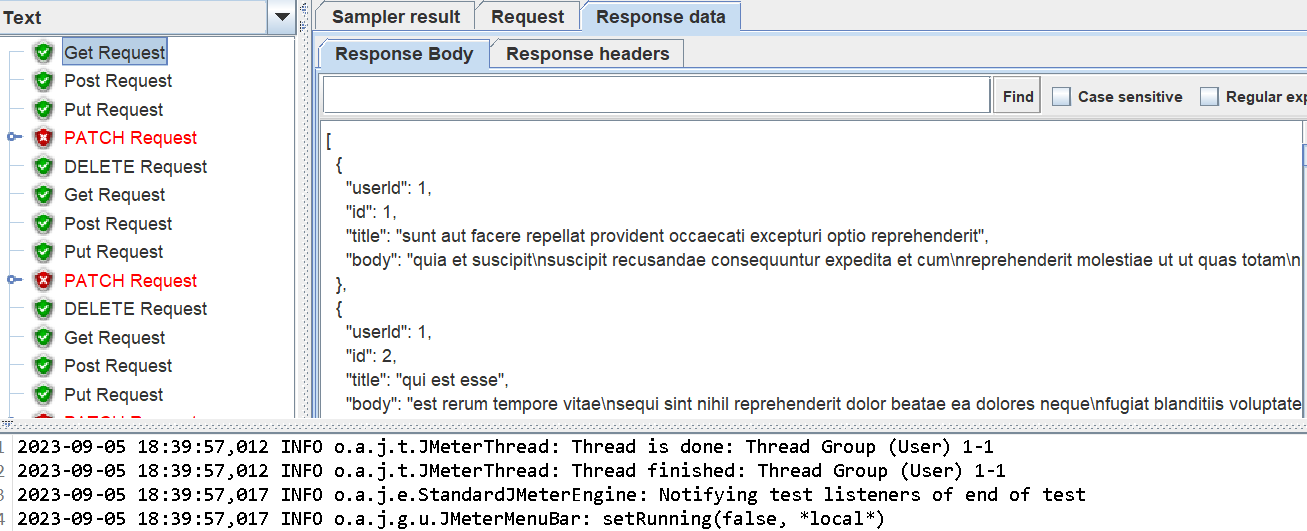 Text
Get Request
Post Request
Put Request
PATCH Request
DELETE Request
Get Request
Post Request
Put Request
PATCH Request
DELETE Request
Get Request
Post Request
Put Request
Sampler result Request Response data
Response Body Response headers
Find Case sensitive Regular exp
[
{
"userId": 1,
"id": 1,
"title": "sunt aut facere repellat provident occaecati excepturi optio reprehenderit",
"body": "quia et suscipit\nsuscipit recusandae consequuntur expedita et cum\nreprehenderit molestiae ut ut quas totam\n
},
{
"userId": 1,
"id": 2,
"title": "qui est esse",
"body": "est rerum tempore vitae\nsequi sint nihil reprehenderit dolor beatae ea dolores neque\nfugiat blanditiis voluptate
1 2023-09-05 18:39:57,012 INFO o.a.j.t.JMeterThread: Thread is done: Thread Group (User) 1-1
2 2023-09-05 18:39:57,012 INFO o.a.j.t.JMeterThread: Thread finished: Thread Group (User) 1-1
3 2023-09-05 18:39:57,017 INFO o.a.j.e.StandardJMeterEngine: Notifying test listeners of end of test
4 2023-09-05 18:39:57,017 INFO o.a.j.g.u.JMeterMenuBar: setRunning(false, *local*)